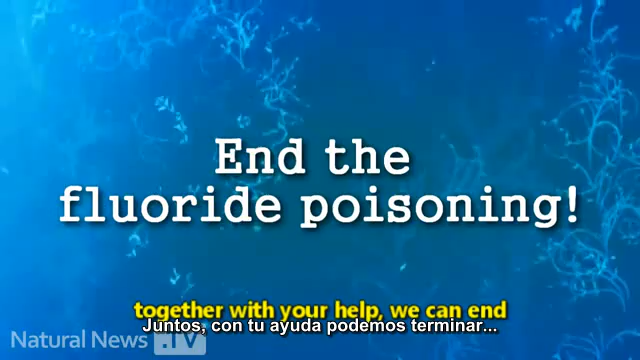 End the
fluoride poisoning!
together with your help, we can end
Juntos, con tu ayuda podemos terminar...
Natural News .TV